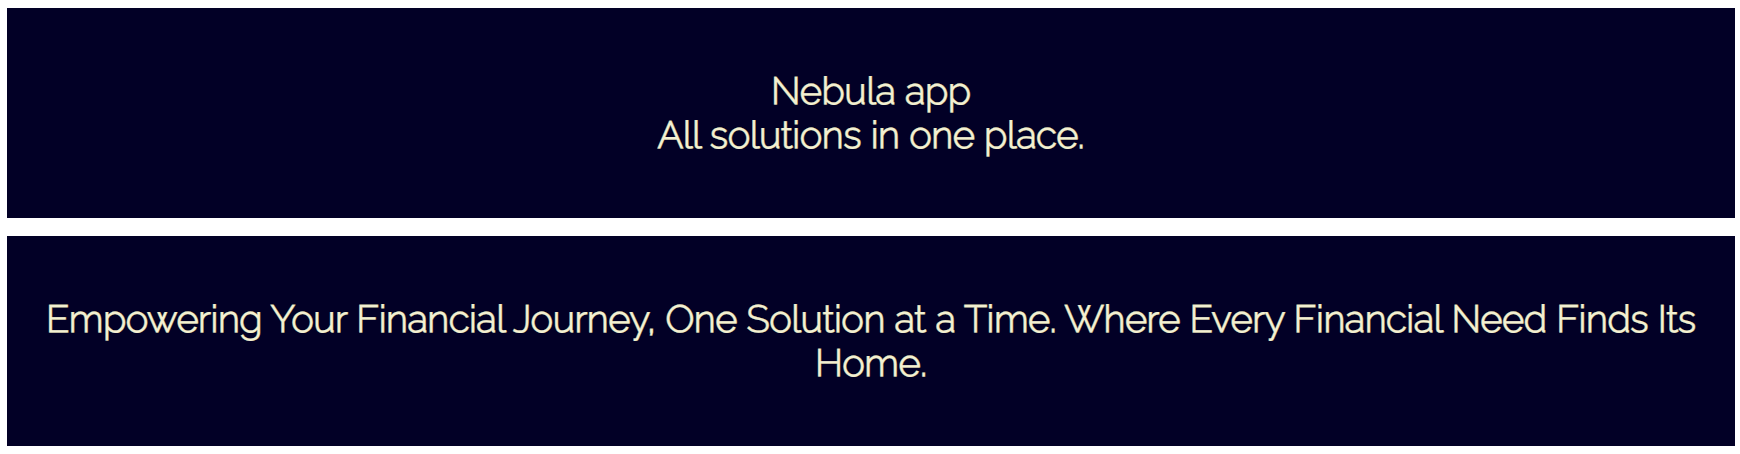 Nebula app
All solutions in one place.
Empowering Your Financial Journey, One Solution at a Time. Where Every Financial Need Finds Its
Home.